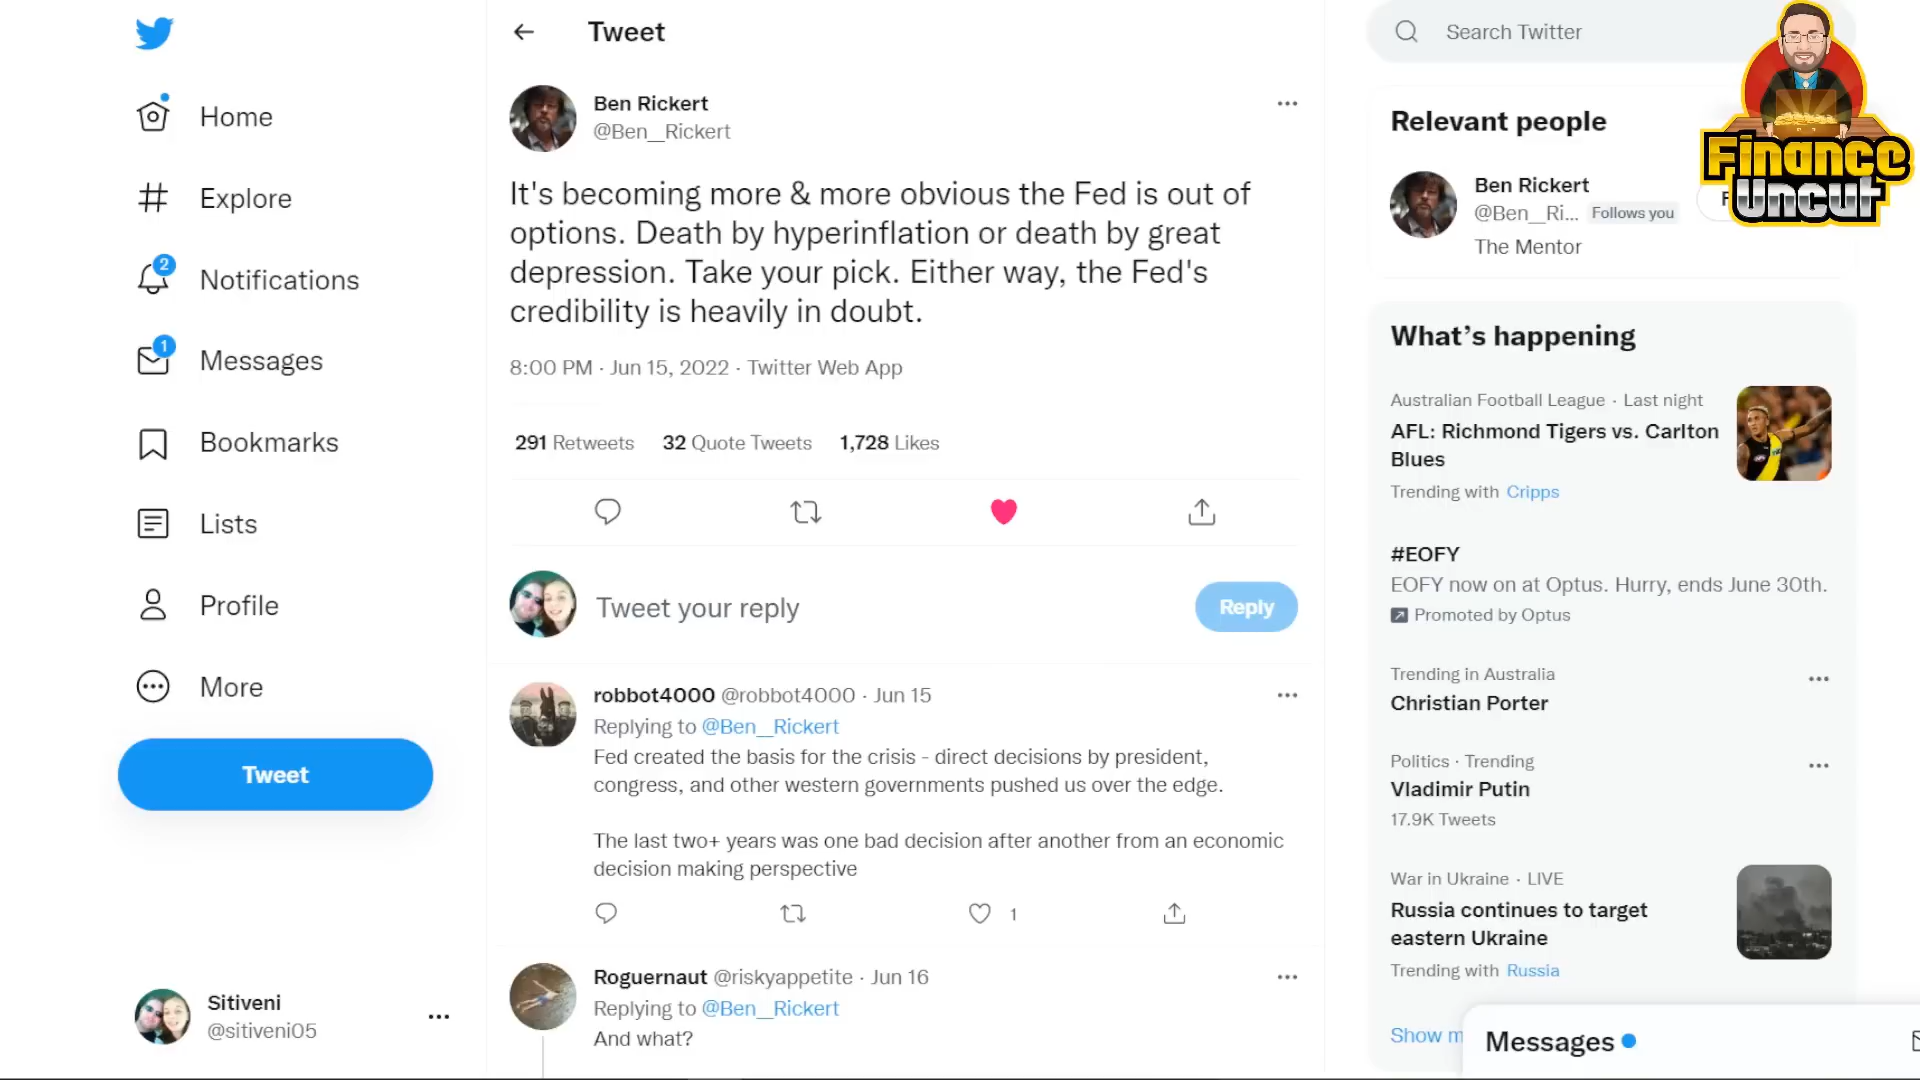 Home
Explore
2
Notifications
1
Messages
Bookmarks
Lists
Profile
More
Tweet
Sitiveni
@sitiveni05
Tweet
Ben Rickert
@Ben__Rickert
It's becoming more & more obvious the Fed is out of
options. Death by hyperinflation or death by great
depression. Take your pick. Either way, the Fed's
credibility is heavily in doubt.
8:00 PM · Jun 15, 2022 · Twitter Web App
291 Retweets 32 Quote Tweets 1,728 Likes
Tweet your reply
Reply
robbot4000 @robbot4000 · Jun 15
Replying to @Ben__Rickert
Fed created the basis for the crisis - direct decisions by president,
congress, and other western governments pushed us over the edge.
The last two+ years was one bad decision after another from an economic
decision making perspective
1
Roguernaut @riskyappetite · Jun 16
Replying to @Ben__Rickert
And what?
Search Twitter
Finance
Uncut
Relevant people
Ben Rickert
@Ben__Ri... Follows you
The Mentor
What's happening
Australian Football League · Last night
AFL: Richmond Tigers vs. Carlton
Blues
Trending with Cripps
#EOFY
EOFY now on at Optus. Hurry, ends June 30th.
Promoted by Optus
Trending in Australia
Christian Porter
Politics · Trending
Vladimir Putin
17.9K Tweets
War in Ukraine · LIVE
Russia continues to target
eastern Ukraine
Trending with Russia
Show
Messages